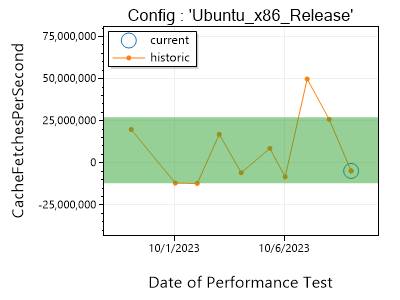 Config : 'Ubuntu_x86_Release'
CacheFetchesPerSecond
75,000,000
50,000,000
25,000,000
0
-25,000,000
current
historic
10/1/2023
10/6/2023
Date of Performance Test